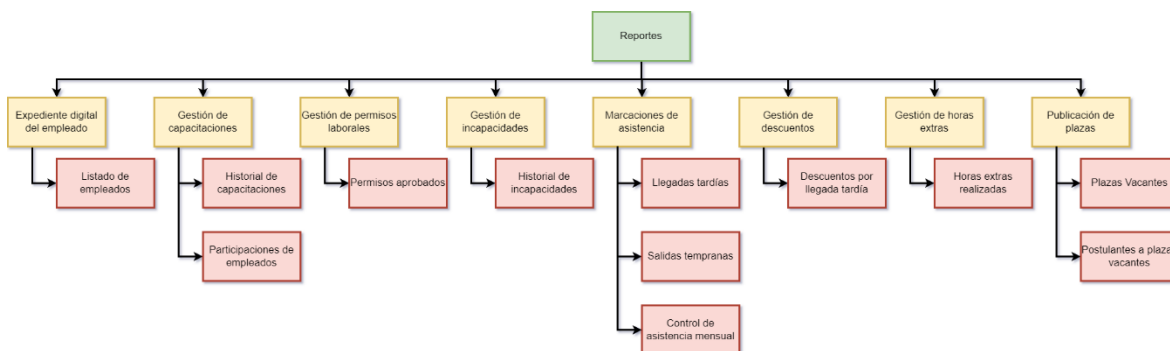 Reportes
Expediente digital
del empleado
Gestión de
capacitaciones
Gestión de permisos
laborales
Gestión de
incapacidades
Marcaciones de
asistencia
Gestión de
descuentos
Gestión de horas
extras
Publicación de
plazas
Listado de
empleados
Historial de
capacitaciones
Permisos aprobados
Historial de
incapacidades
Llegadas tardías
Descuentos por
llegada tardía
Horas extras
realizadas
Plazas Vacantes
Participaciones de
empleados
Salidas tempranas
Postulantes a plazas
vacantes
Control de
asistencia mensual